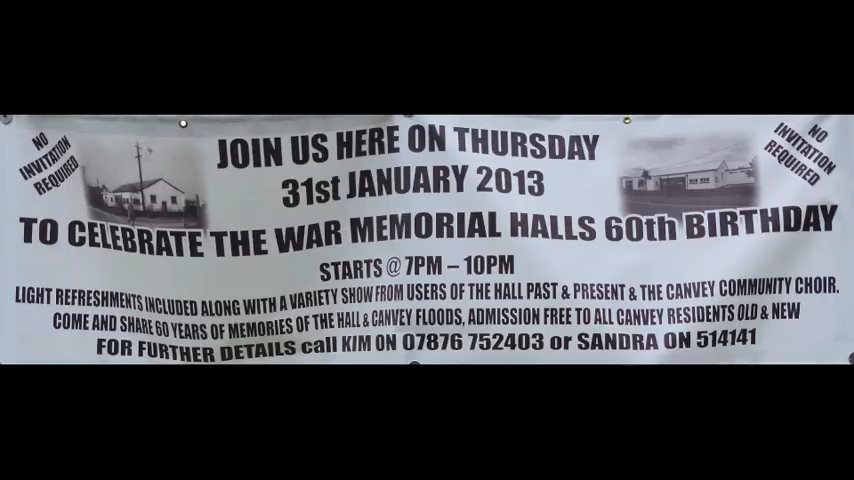 NO
INVITATION
REQUIRED
JOIN US HERE ON THURSDAY
31st JANUARY 2013
NO
INVITATION
REQUIRED
TO CELEBRATE THE WAR MEMORIAL HALLS 60th BIRTHDAY
STARTS @ 7PM – 10PM
LIGHT REFRESHMENTS INCLUDED ALONG WITH A VARIETY SHOW FROM USERS OF THE HALL PAST & PRESENT & THE CANVEY COMMUNITY CHOIR.
COME AND SHARE 60 YEARS OF MEMORIES OF THE HALL & CANVEY FLOODS, ADMISSION FREE TO ALL CANVEY RESIDENTS OLD & NEW
FOR FURTHER DETAILS call KIM ON 07876 752403 or SANDRA ON 514141